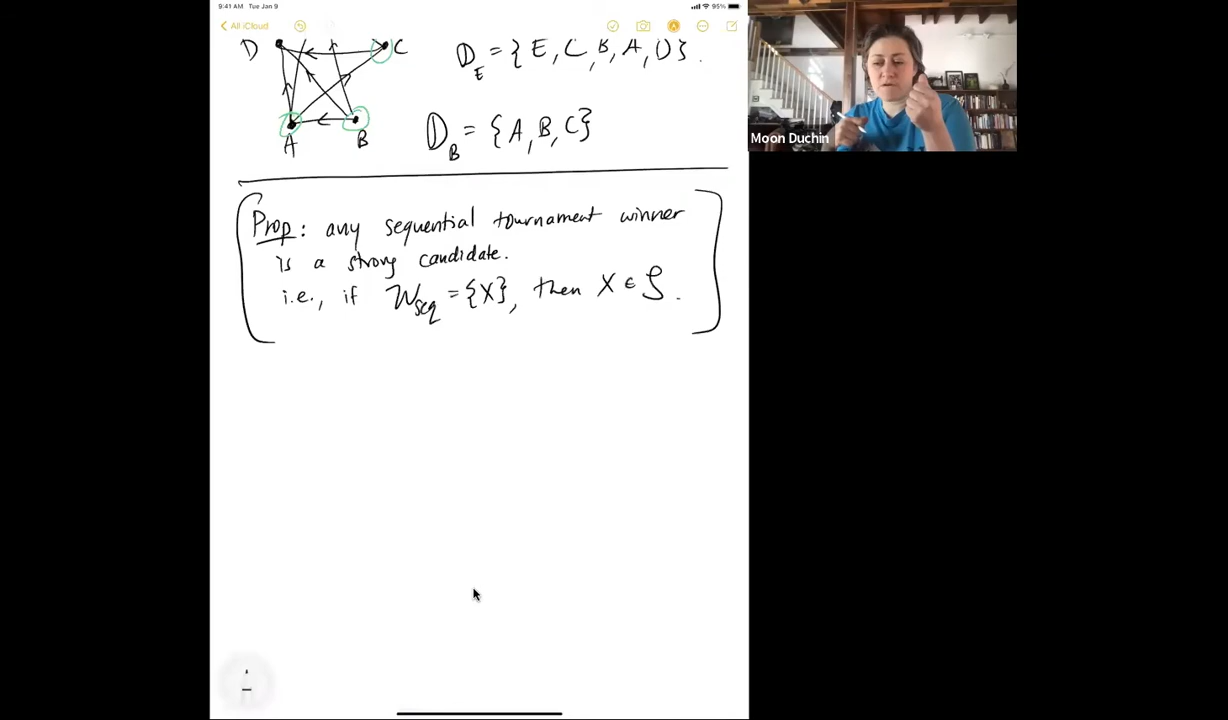 9:41 AM Tue Jan 9
95%
All iCloud
D
C
A
B
𝔻_E = {E, C, B, A, D}.
𝔻_B = {A, B, C}
Prop: any sequential tournament winner
is a strong candidate.
i.e., if W_seq = {X}, then X ∈ S.
Moon Duchin